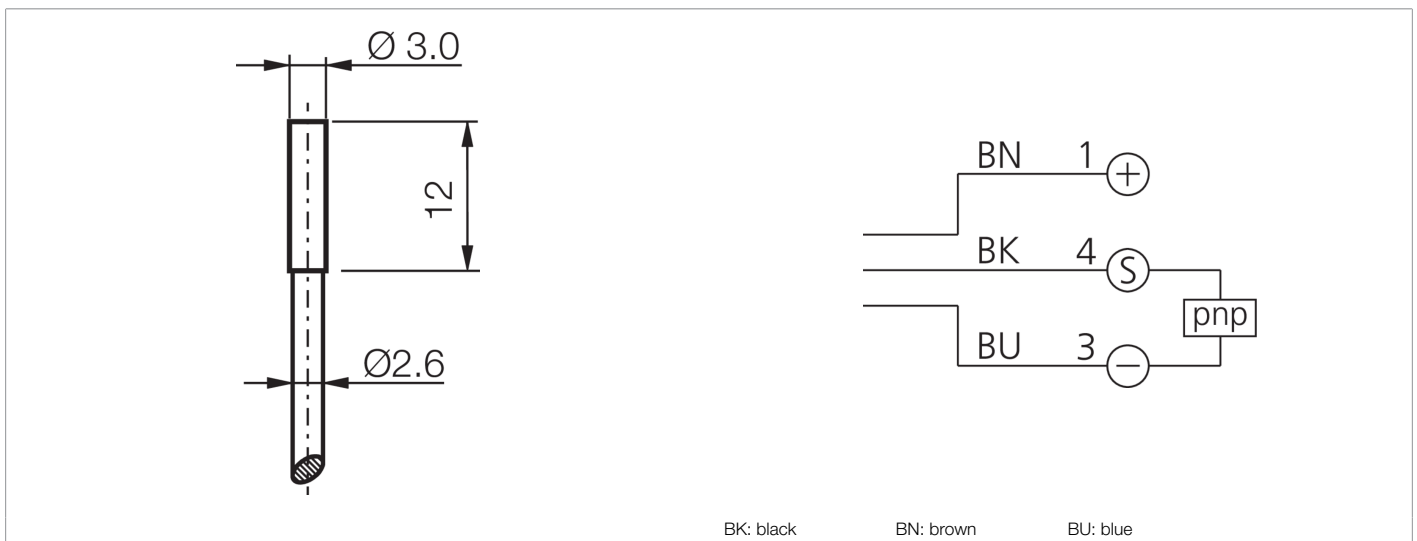 Ø 3.0
12
Ø2.6
BN 1
+
BK 4 S
pnp
BU 3
−
BK: black BN: brown BU: blue